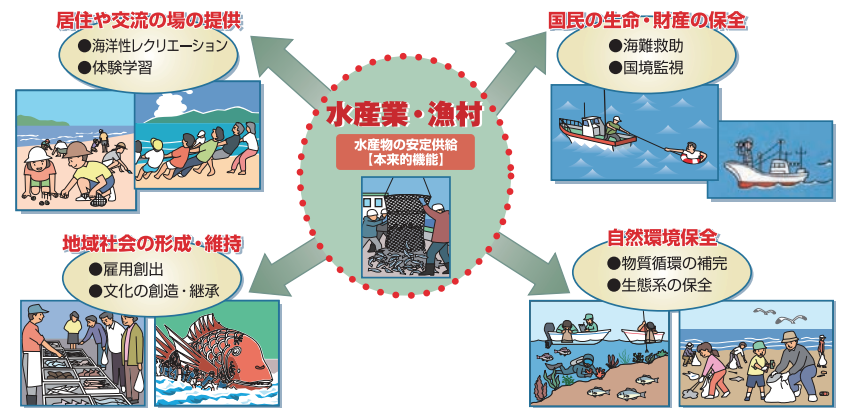 居住や交流の場の提供
●海洋性レクリエーション
●体験学習
国民の生命・財産の保全
●海難救助
●国境監視
水産業・漁村
水産物の安定供給
【本来的機能】
地域社会の形成・維持
●雇用創出
●文化の創造・継承
自然環境保全
●物質循環の補完
●生態系の保全